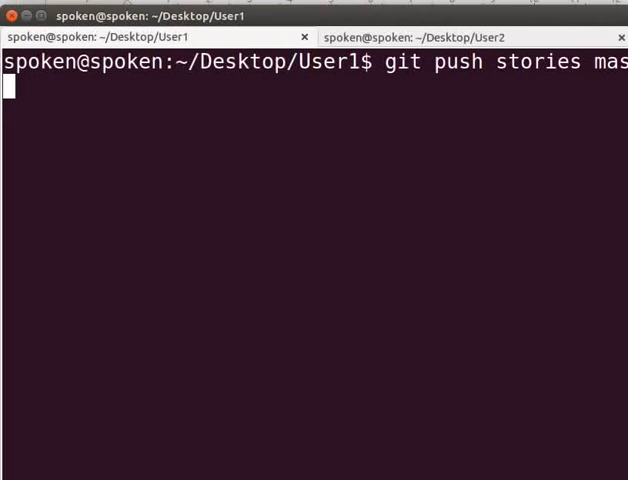 spoken@spoken: ~/Desktop/User1
spoken@spoken: ~/Desktop/User1 × spoken@spoken: ~/Desktop/User2 ×
spoken@spoken:~/Desktop/User1$ git push stories mas